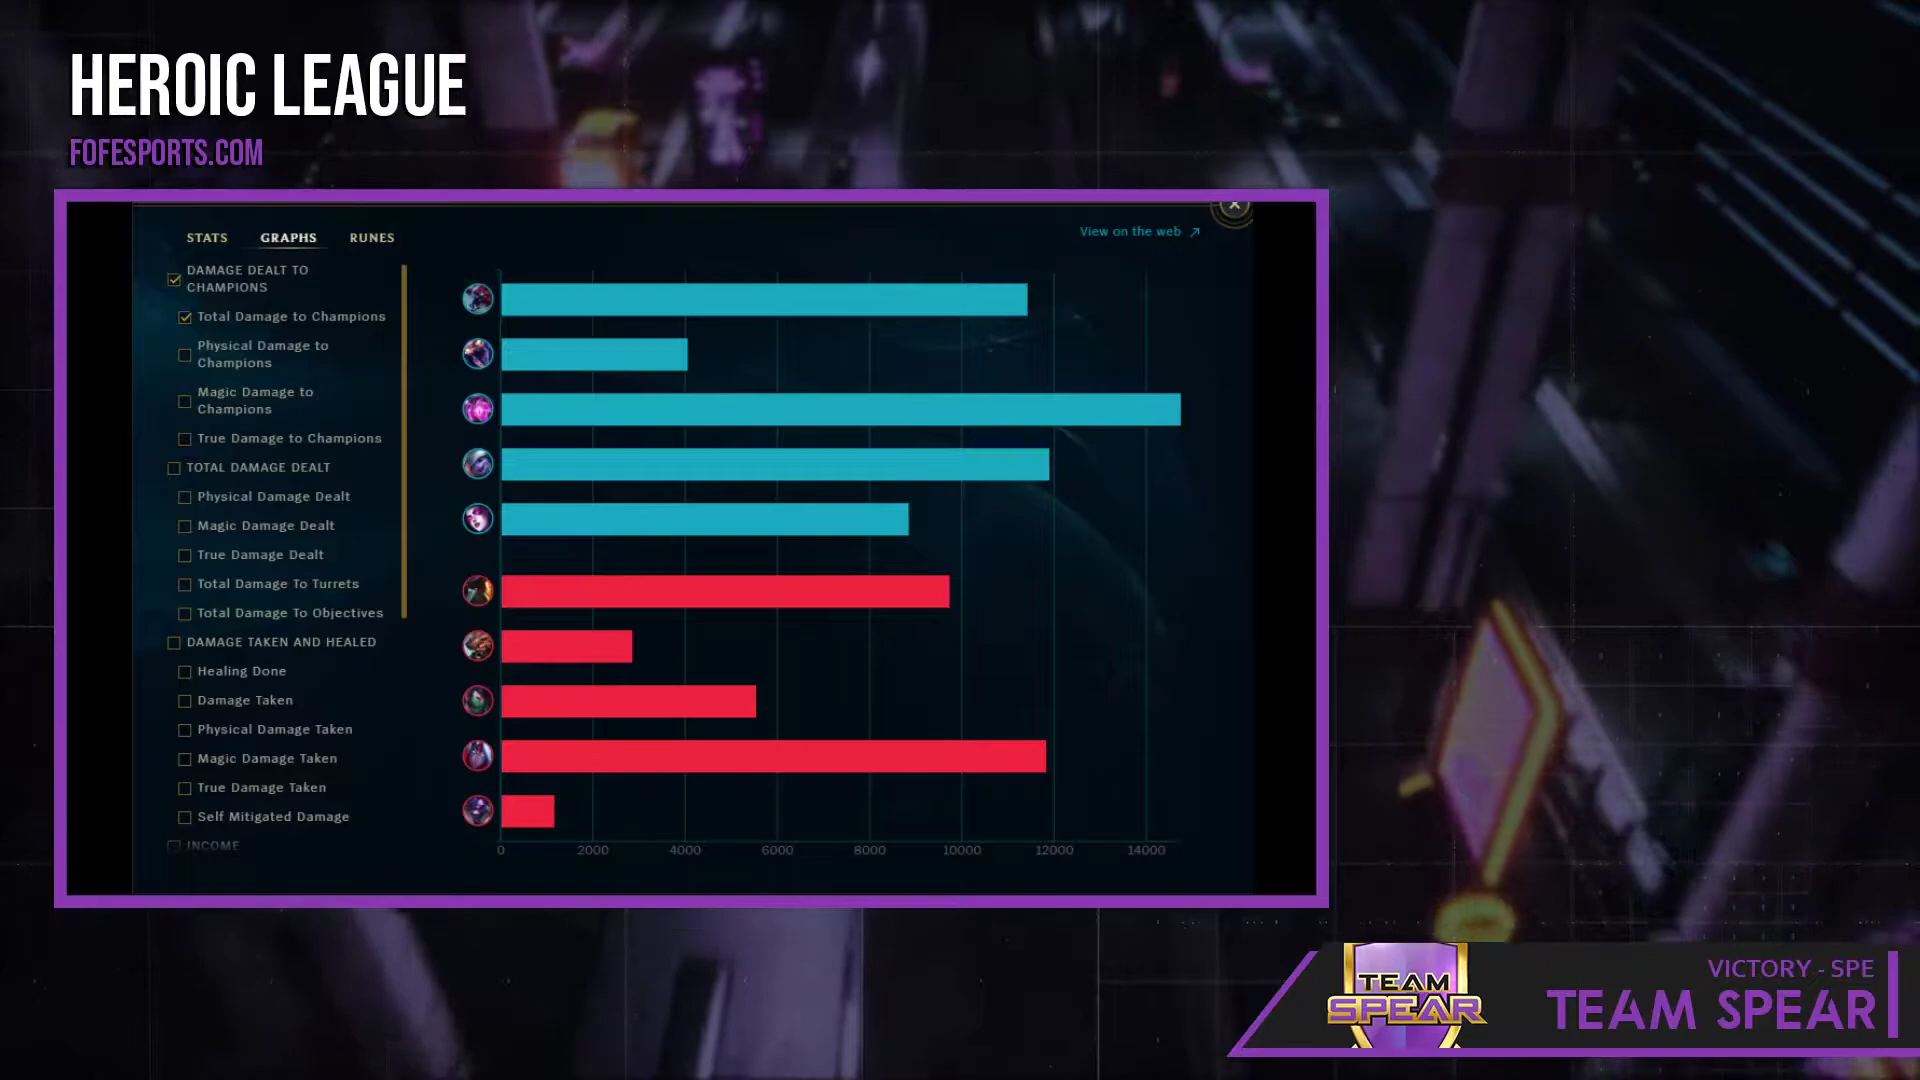 HEROIC LEAGUE
FOFESPORTS.COM
STATS GRAPHS RUNES
View on the web
DAMAGE DEALT TO
CHAMPIONS
Total Damage to Champions
Physical Damage to
Champions
Magic Damage to
Champions
True Damage to Champions
TOTAL DAMAGE DEALT
Physical Damage Dealt
Magic Damage Dealt
True Damage Dealt
Total Damage To Turrets
Total Damage To Objectives
DAMAGE TAKEN AND HEALED
Healing Done
Damage Taken
Physical Damage Taken
Magic Damage Taken
True Damage Taken
Self Mitigated Damage
INCOME
0 2000 4000 6000 8000 10000 12000 14000
TEAM
SPEAR
VICTORY - SPE
TEAM SPEAR